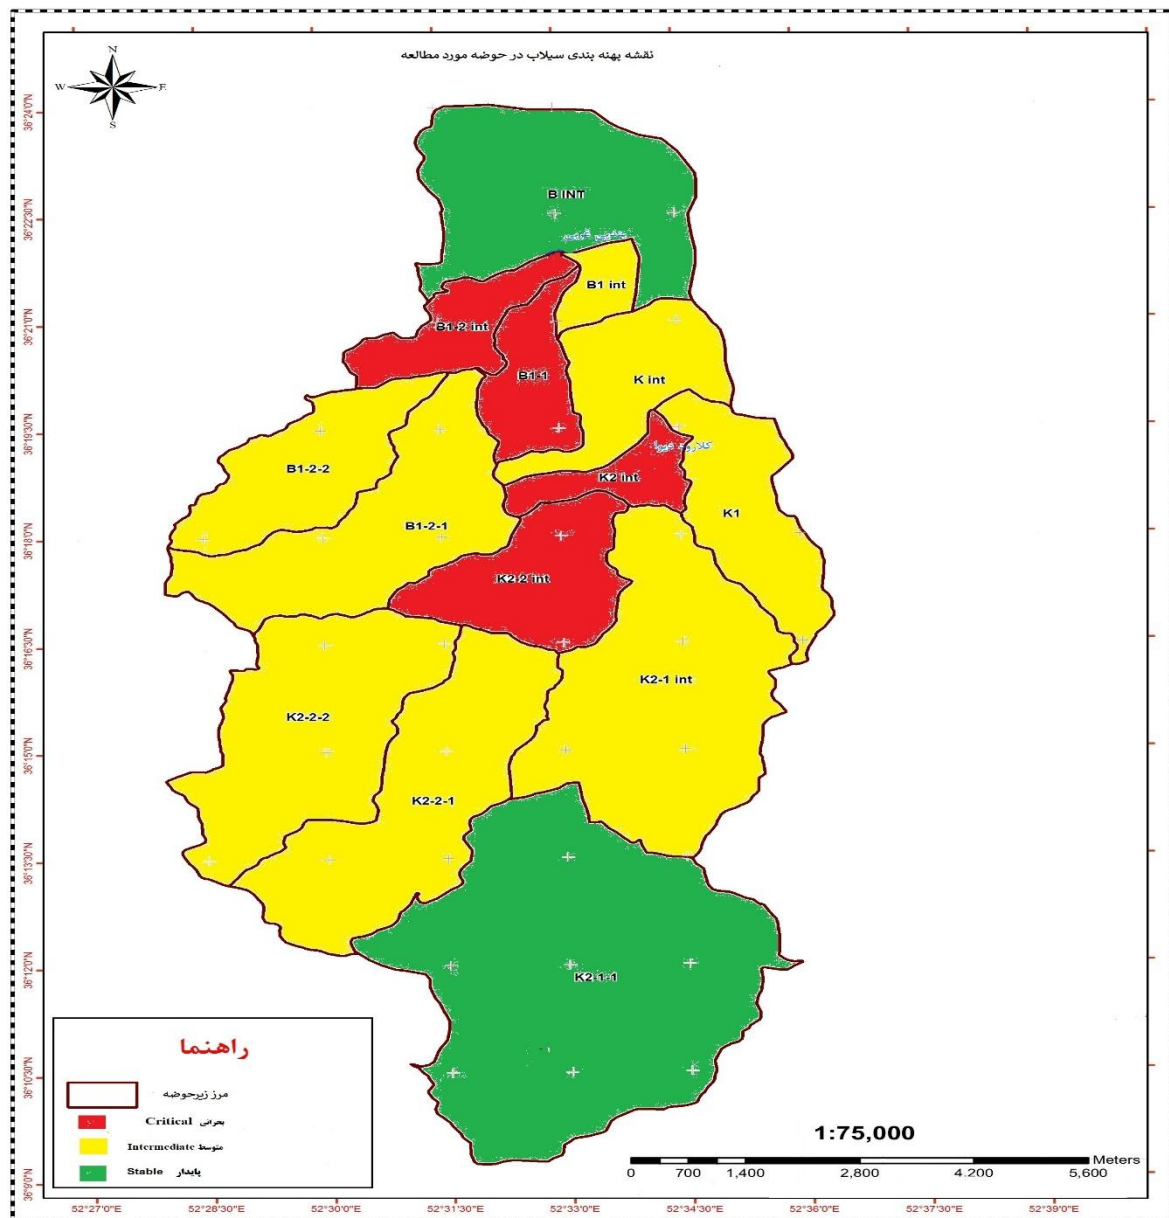 نقشه پهنه بندی سیلاب در حوضه مورد مطالعه
N
W E
S
B INT
B1 int
B1-2 int
B1-1
K int
کلارود دیوا
K2 int
B1-2-2
K1
B1-2-1
K2-2 int
K2-1 int
K2-2-2
K2-2-1
K2-1-1
راهنما
مرز زیرحوضه
بحرانی Critical
متوسط Intermediate
پایدار Stable
1:75,000
Meters
0 700 1,400 2,800 4,200 5,600
36°24'0"N
36°22'30"N
36°21'0"N
36°19'30"N
36°18'0"N
36°16'30"N
36°15'0"N
36°13'30"N
36°12'0"N
36°10'30"N
36°9'0"N
52°27'0"E 52°28'30"E 52°30'0"E 52°31'30"E 52°33'0"E 52°34'30"E 52°36'0"E 52°37'30"E 52°39'0"E